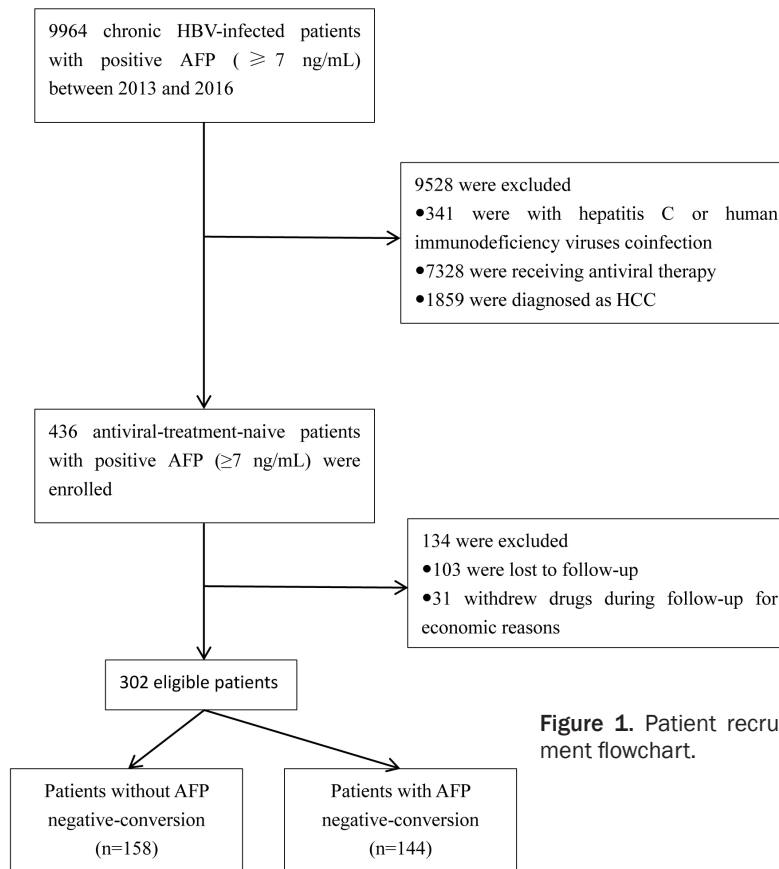 9964 chronic HBV-infected patients
with positive AFP ( ≥ 7 ng/mL)
between 2013 and 2016
9528 were excluded
●341 were with hepatitis C or human
immunodeficiency viruses coinfection
●7328 were receiving antiviral therapy
●1859 were diagnosed as HCC
436 antiviral-treatment-naive patients
with positive AFP (≥7 ng/mL) were
enrolled
134 were excluded
●103 were lost to follow-up
●31 withdrew drugs during follow-up for
economic reasons
302 eligible patients
Figure 1. Patient recru
ment flowchart.
Patients without AFP
negative-conversion
(n=158)
Patients with AFP
negative-conversion
(n=144)